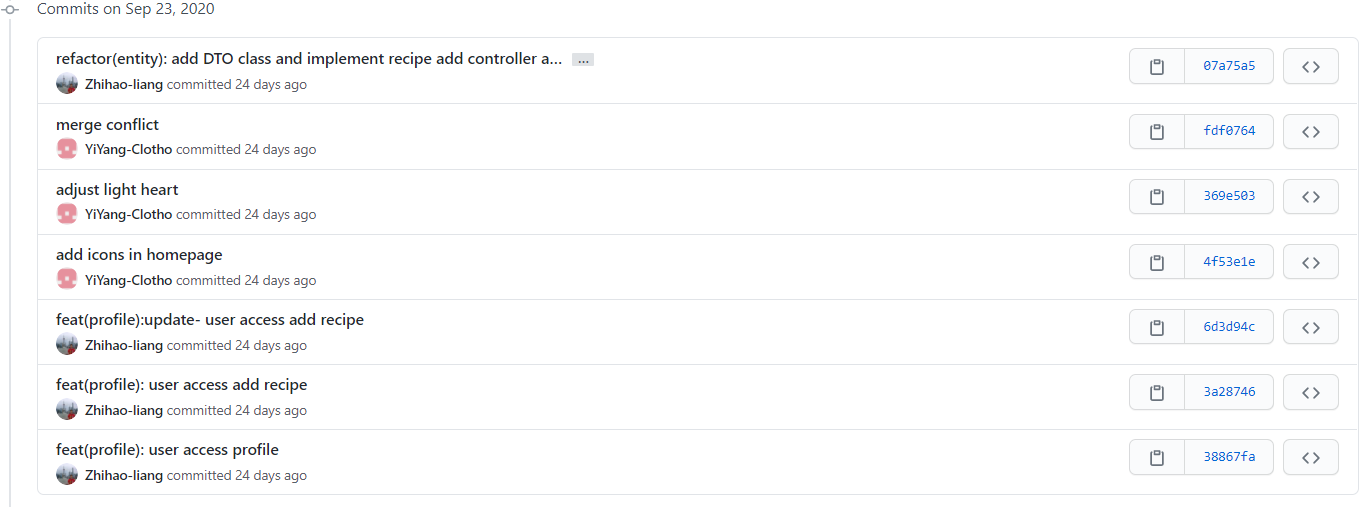 Commits on Sep 23, 2020
refactor(entity): add DTO class and implement recipe add controller a... ...
Zhihao-liang committed 24 days ago
07a75a5
merge conflict
YiYang-Clotho committed 24 days ago
fdf0764
adjust light heart
YiYang-Clotho committed 24 days ago
369e503
add icons in homepage
YiYang-Clotho committed 24 days ago
4f53e1e
feat(profile):update- user access add recipe
Zhihao-liang committed 24 days ago
6d3d94c
feat(profile): user access add recipe
Zhihao-liang committed 24 days ago
3a28746
feat(profile): user access profile
Zhihao-liang committed 24 days ago
38867fa